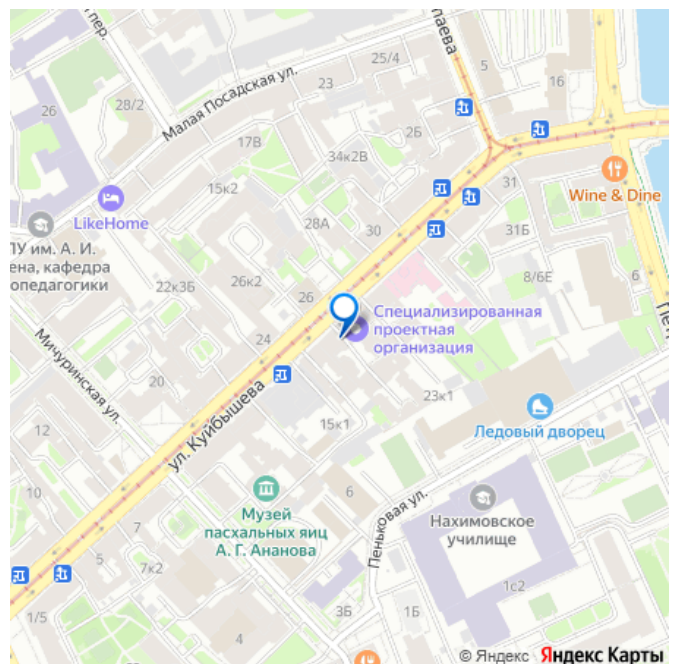 пер.
лаева
25/4
5
16
28/2
26
Малая Посадская ул.
23
2Б
17В
34к2В
Wine & Dine
15к2
31
LikeHome
28А
30
31Б
ПУ им. А. И.
ена, кафедра
опедагогики
8/6Е
6
22к3Б
26к2
26
Специализированная
проектная
организация
24
Мичуринская ул.
20
ул. Куйбышева
23к1
Ледовый дворец
15к1
12
10
Музей
пасхальных яиц
А. Г. Ананова
6
Пеньковая ул.
Нахимовское
училище
7
7к2
1с2
1/5
4
3Б
1Б
© Яндекс Яндекс Карты